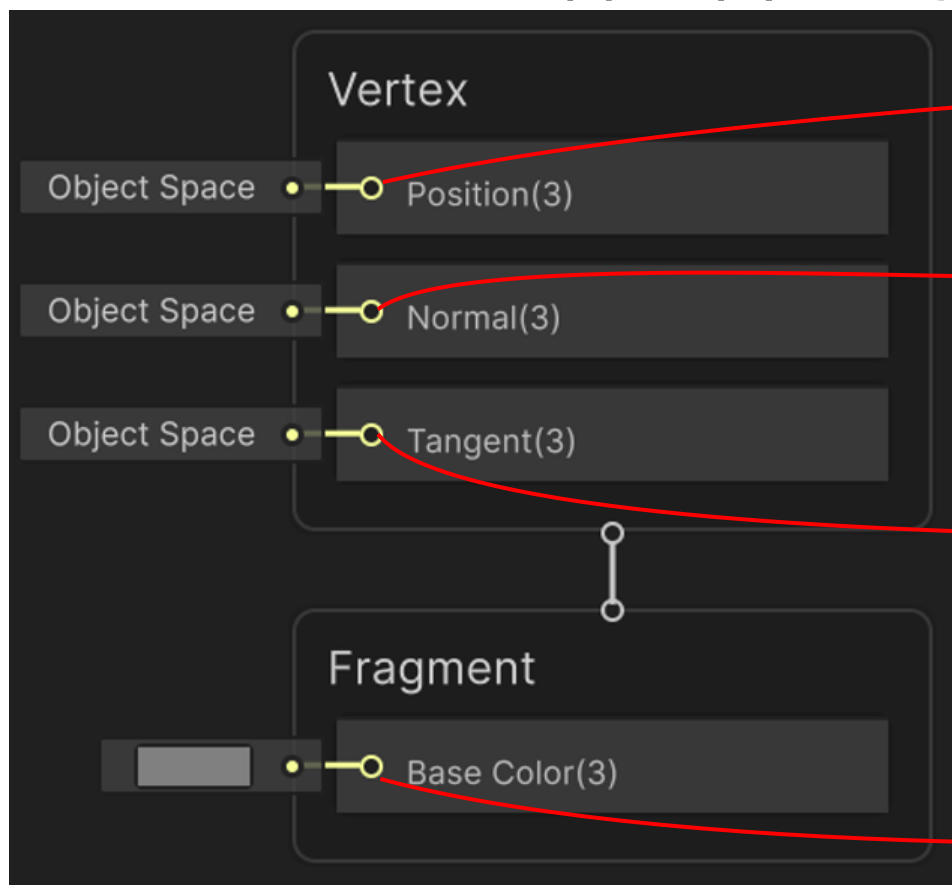 Vertex
Object Space
Position(3)
Object Space
Normal(3)
Object Space
Tangent(3)
Fragment
Base Color(3)